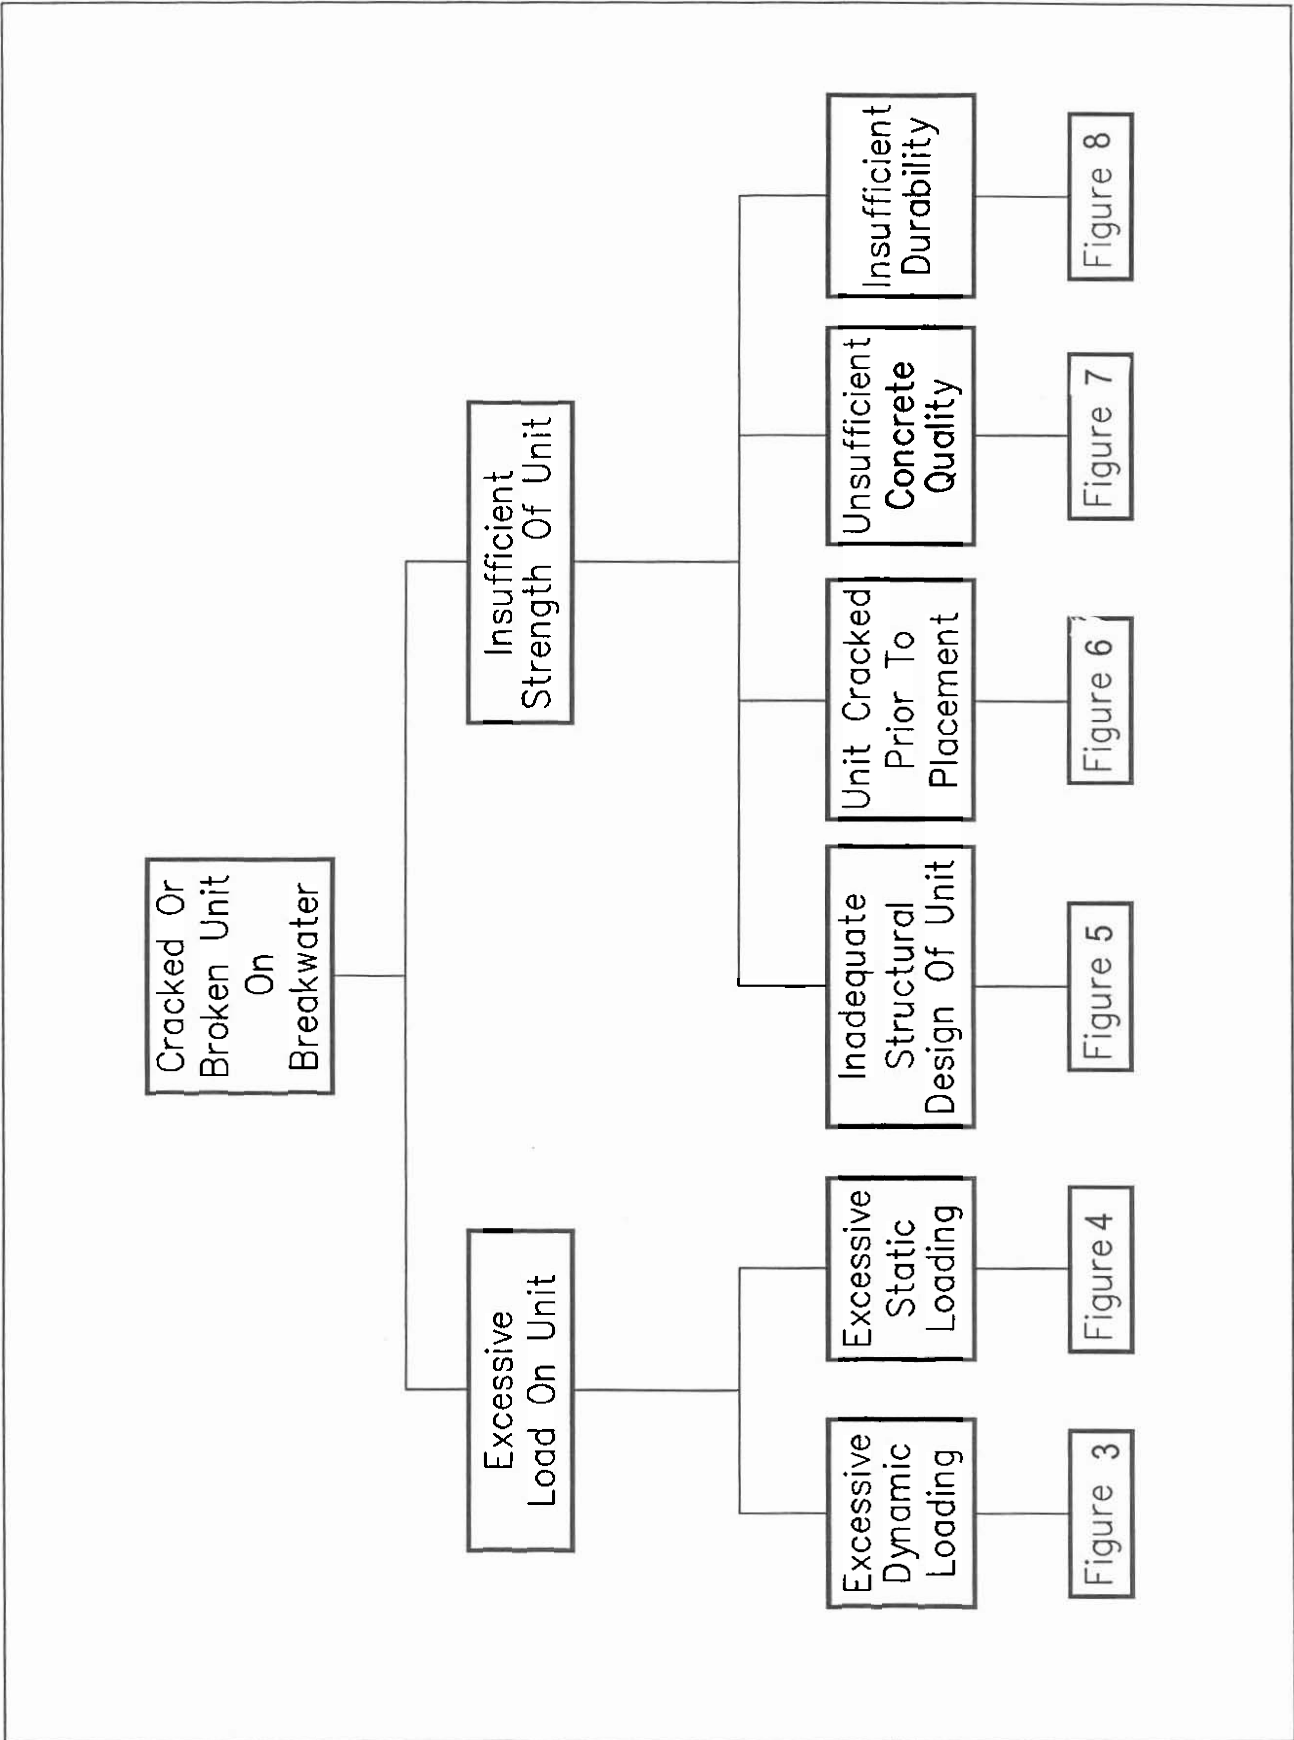 Cracked Or
Broken Unit
On
Breakwater
Excessive
Load On Unit
Insufficient
Strength Of Unit
Excessive
Dynamic
Loading
Excessive
Static
Loading
Inadequate
Structural
Design Of Unit
Unit Cracked
Prior To
Placement
Unsufficient
Concrete
Quality
Insufficient
Durability
Figure 3
Figure 4
Figure 5
Figure 6
Figure 7
Figure 8